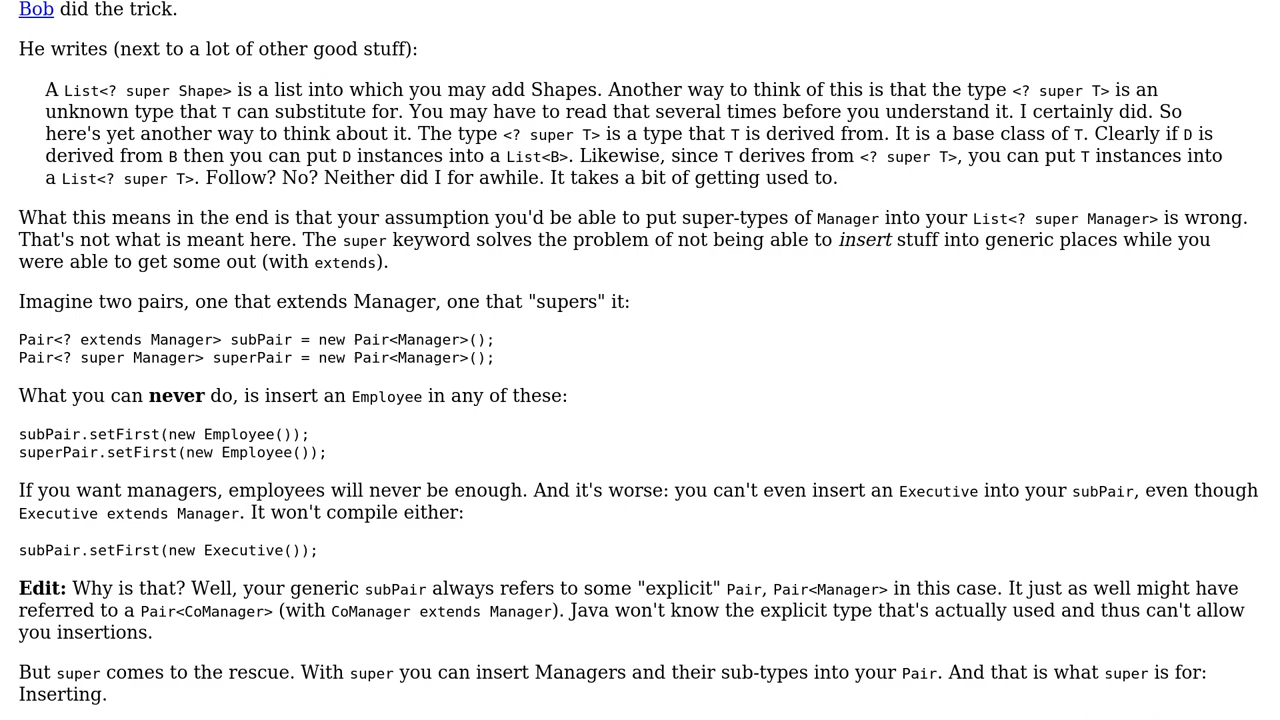 Bob did the trick.
He writes (next to a lot of other good stuff):
A List<? super Shape> is a list into which you may add Shapes. Another way to think of this is that the type <? super T> is an
unknown type that T can substitute for. You may have to read that several times before you understand it. I certainly did. So
here's yet another way to think about it. The type <? super T> is a type that T is derived from. It is a base class of T. Clearly if D is
derived from B then you can put D instances into a List<B>. Likewise, since T derives from <? super T>, you can put T instances into
a List<? super T>. Follow? No? Neither did I for awhile. It takes a bit of getting used to.
What this means in the end is that your assumption you'd be able to put super-types of Manager into your List<? super Manager> is wrong.
That's not what is meant here. The super keyword solves the problem of not being able to insert stuff into generic places while you
were able to get some out (with extends).
Imagine two pairs, one that extends Manager, one that "supers" it:
Pair<? extends Manager> subPair = new Pair<Manager>();
Pair<? super Manager> superPair = new Pair<Manager>();
What you can never do, is insert an Employee in any of these:
subPair.setFirst(new Employee());
superPair.setFirst(new Employee());
If you want managers, employees will never be enough. And it's worse: you can't even insert an Executive into your subPair, even though
Executive extends Manager. It won't compile either:
subPair.setFirst(new Executive());
Edit: Why is that? Well, your generic subPair always refers to some "explicit" Pair, Pair<Manager> in this case. It just as well might have
referred to a Pair<CoManager> (with CoManager extends Manager). Java won't know the explicit type that's actually used and thus can't allow
you insertions.
But super comes to the rescue. With super you can insert Managers and their sub-types into your Pair. And that is what super is for:
Inserting.